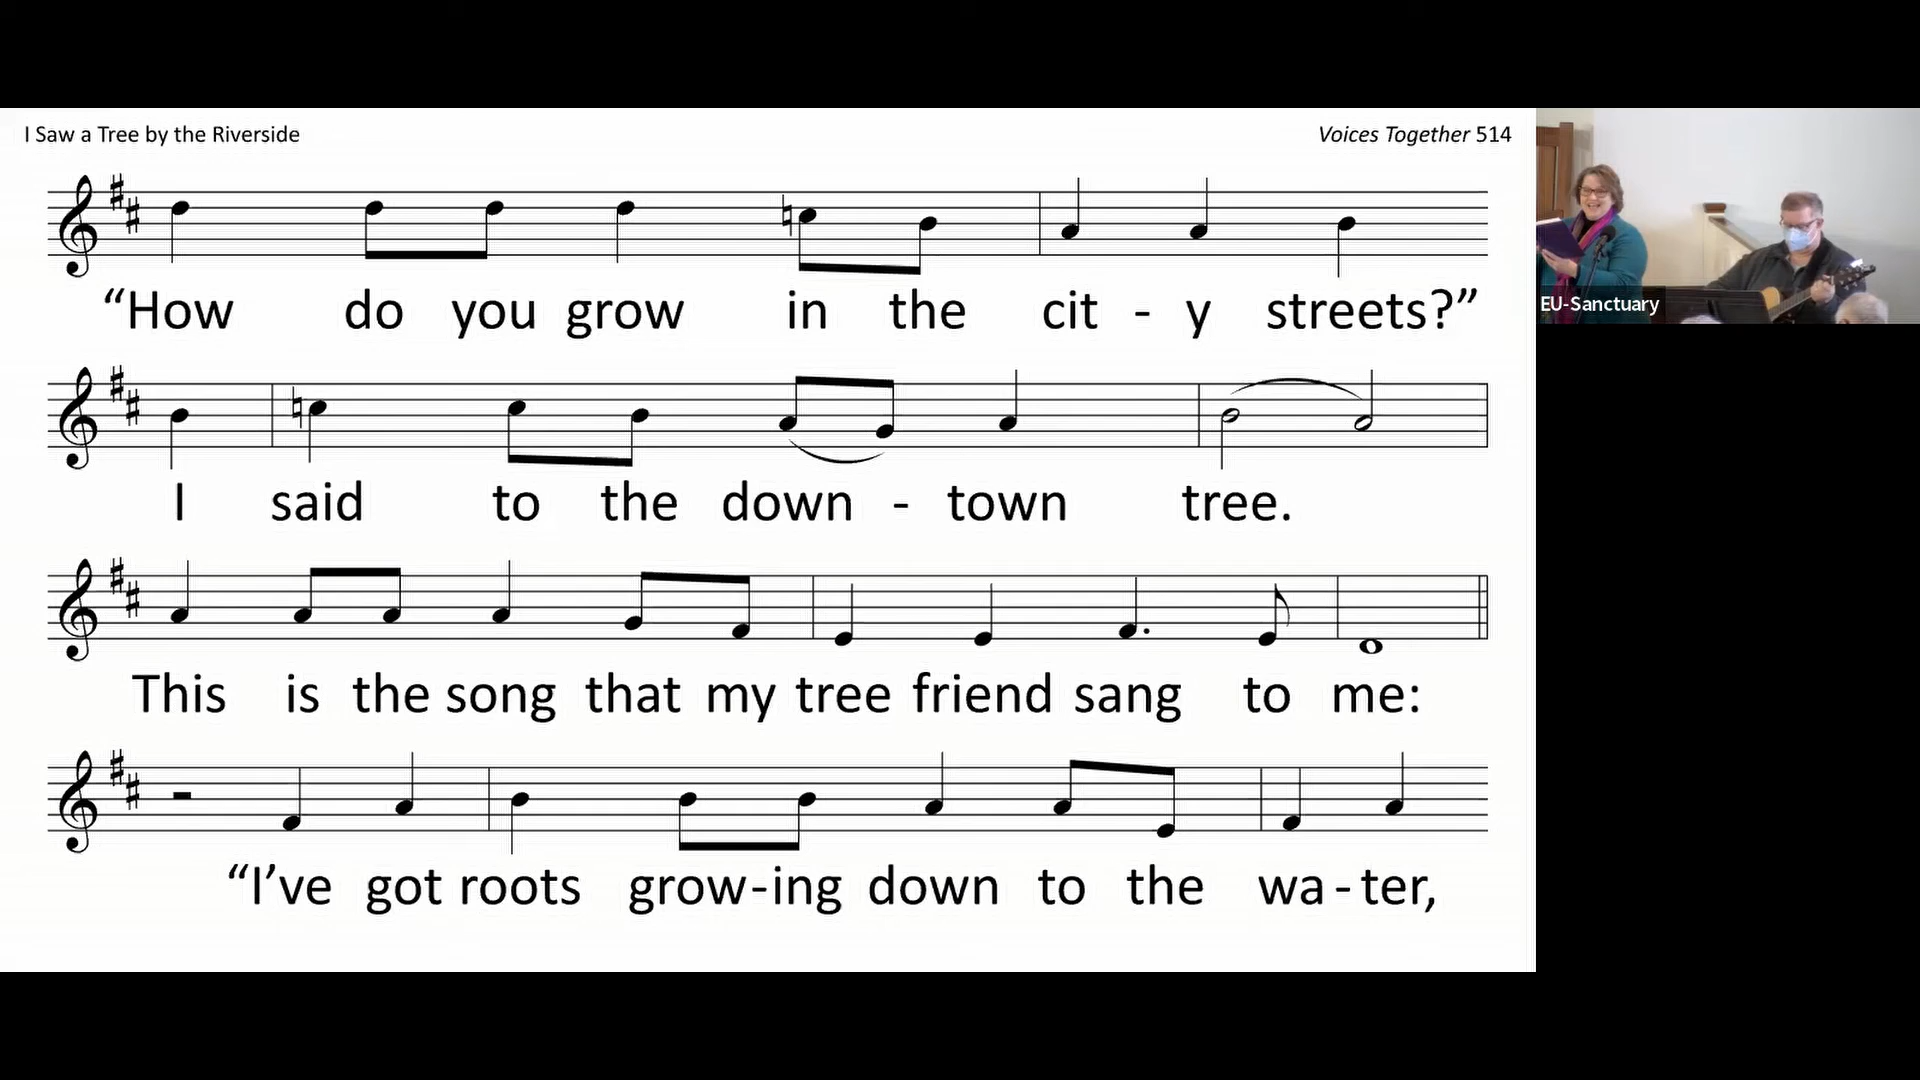 I Saw a Tree by the Riverside
Voices Together 514
“How do you grow in the cit - y streets?”
I said to the down - town tree.
This is the song that my tree friend sang to me:
“I’ve got roots grow-ing down to the wa - ter,
EU-Sanctuary